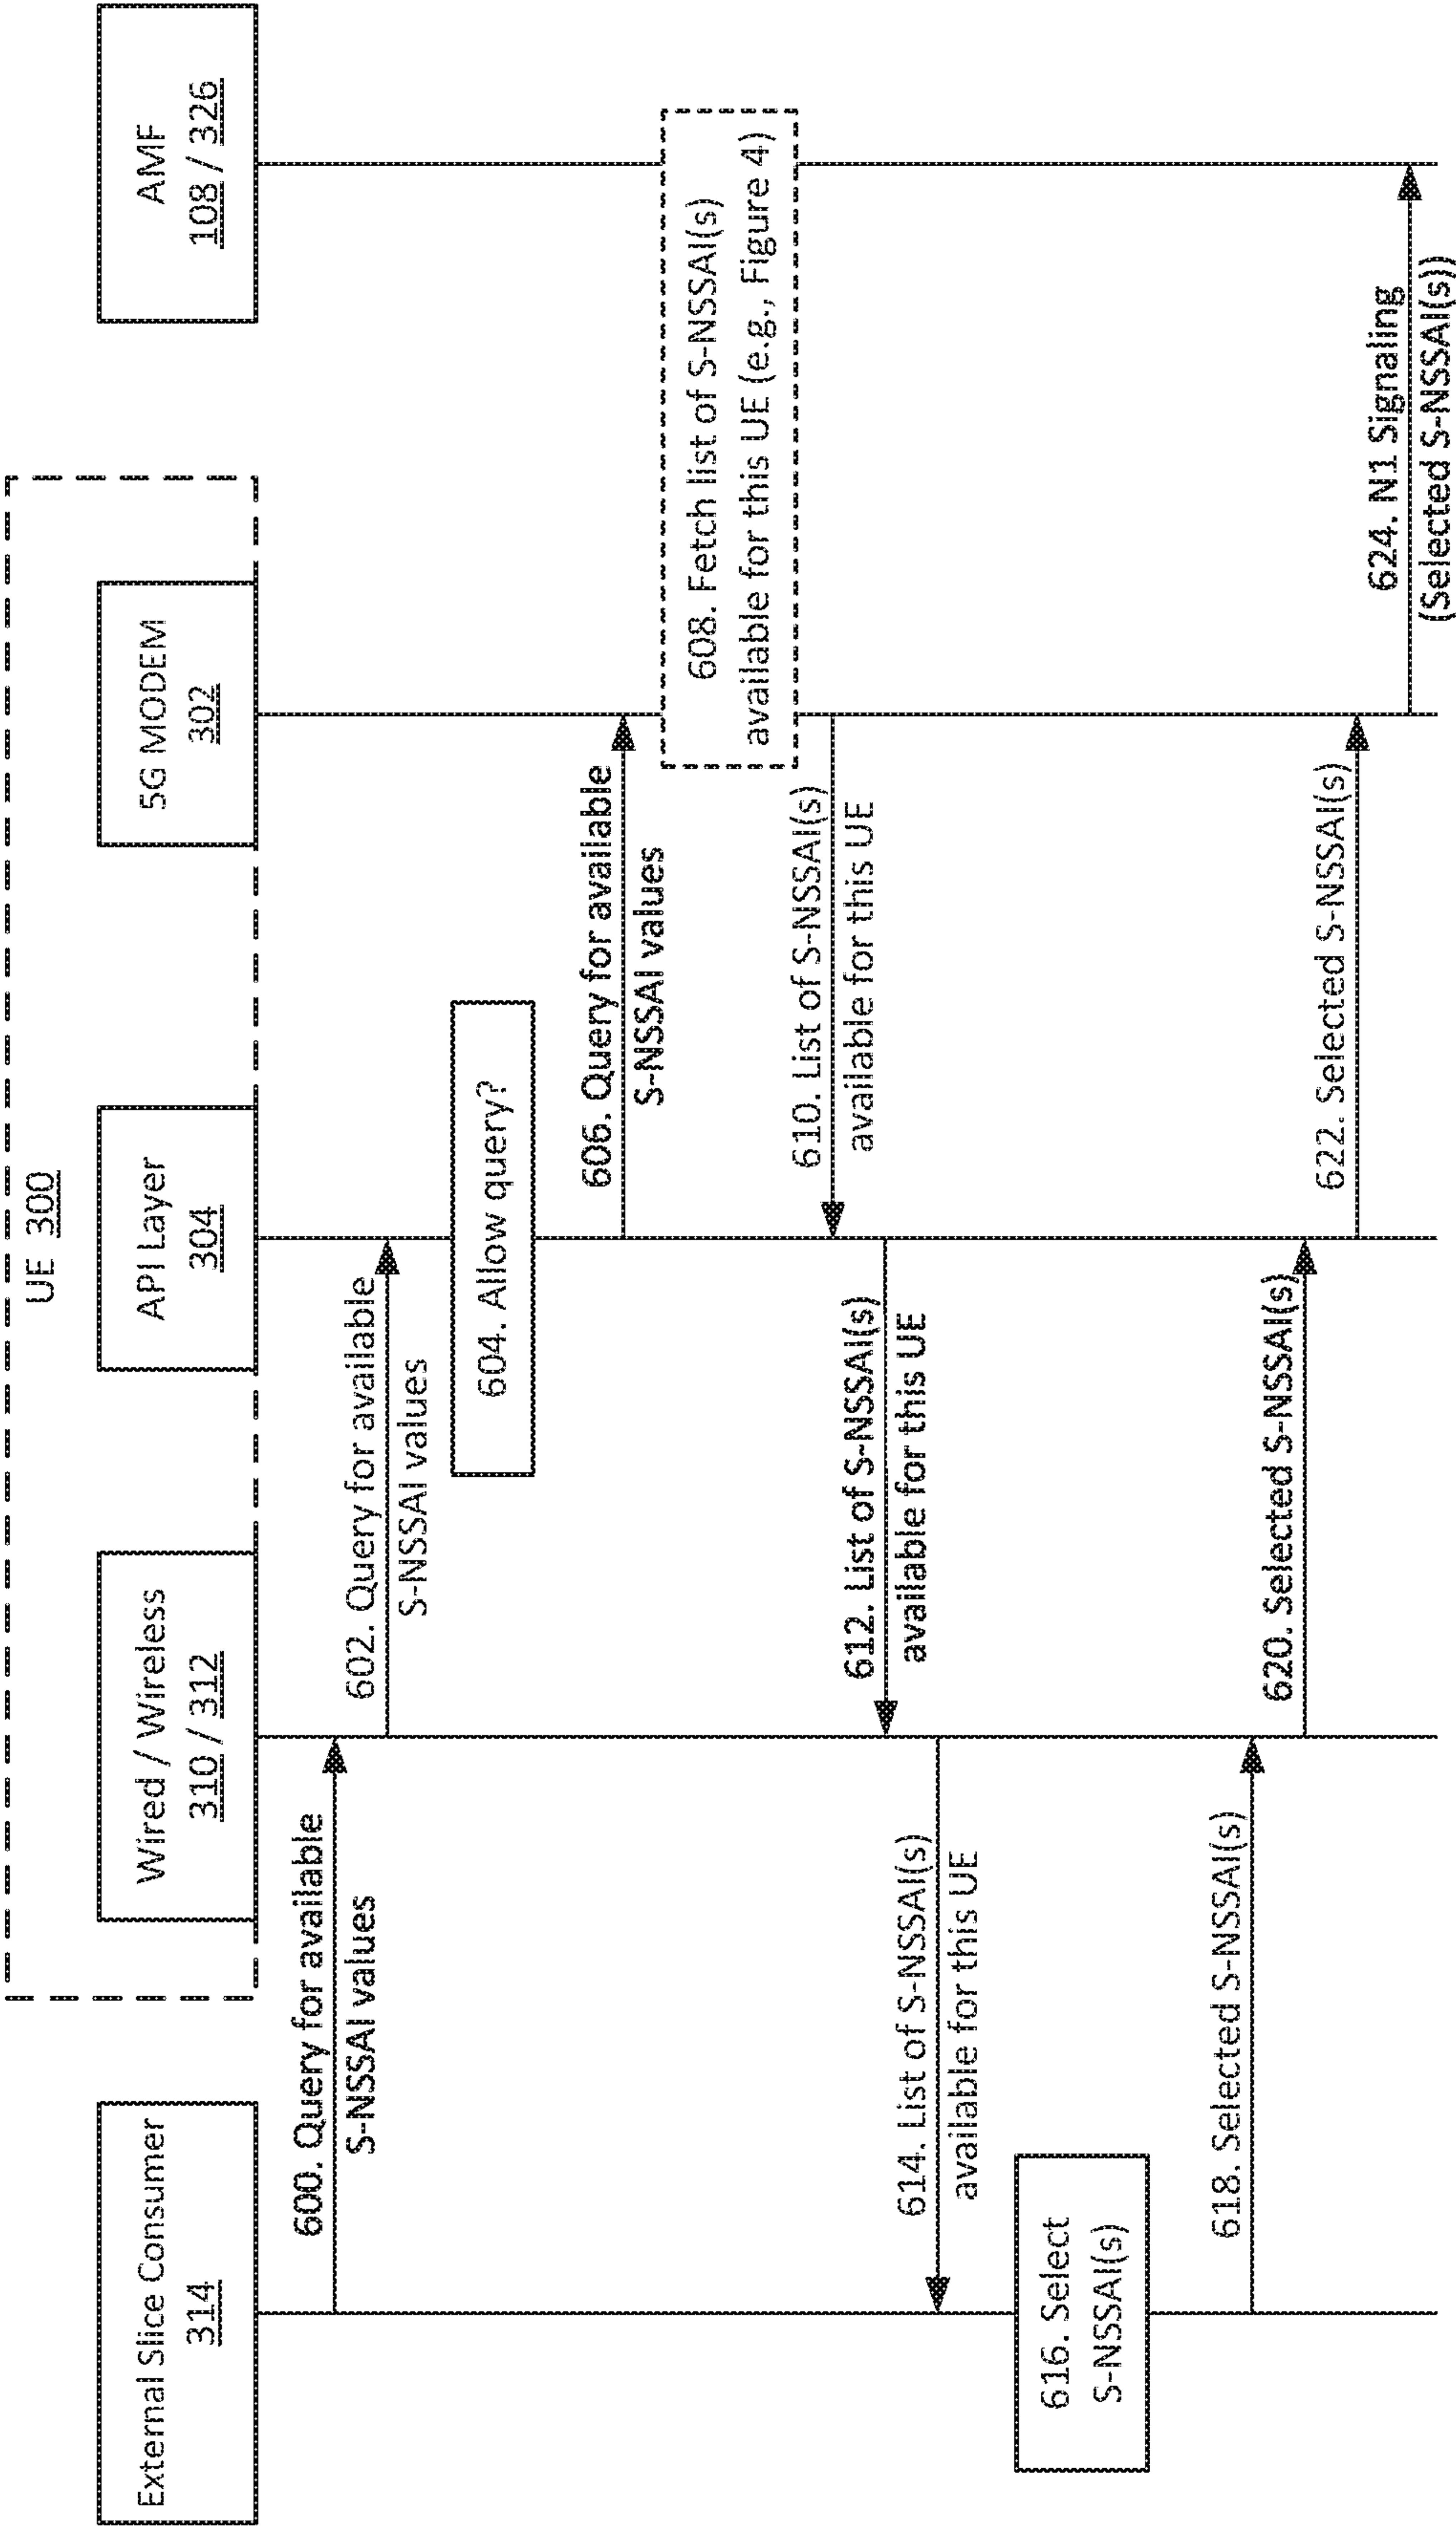 UE 300
External Slice Consumer
314
Wired / Wireless
310 / 312
API Layer
304
5G MODEM
302
AMF
108 / 326
600. Query for available
S-NSSAI values
602. Query for available
S-NSSAI values
604. Allow query?
606. Query for available
S-NSSAI values
608. Fetch list of S-NSSAI(s)
available for this UE (e.g., Figure 4)
610. List of S-NSSAI(s)
available for this UE
612. List of S-NSSAI(s)
available for this UE
614. List of S-NSSAI(s)
available for this UE
616. Select
S-NSSAI(s)
618. Selected S-NSSAI(s)
620. Selected S-NSSAI(s)
622. Selected S-NSSAI(s)
624. N1 Signaling
(Selected S-NSSAI(s))